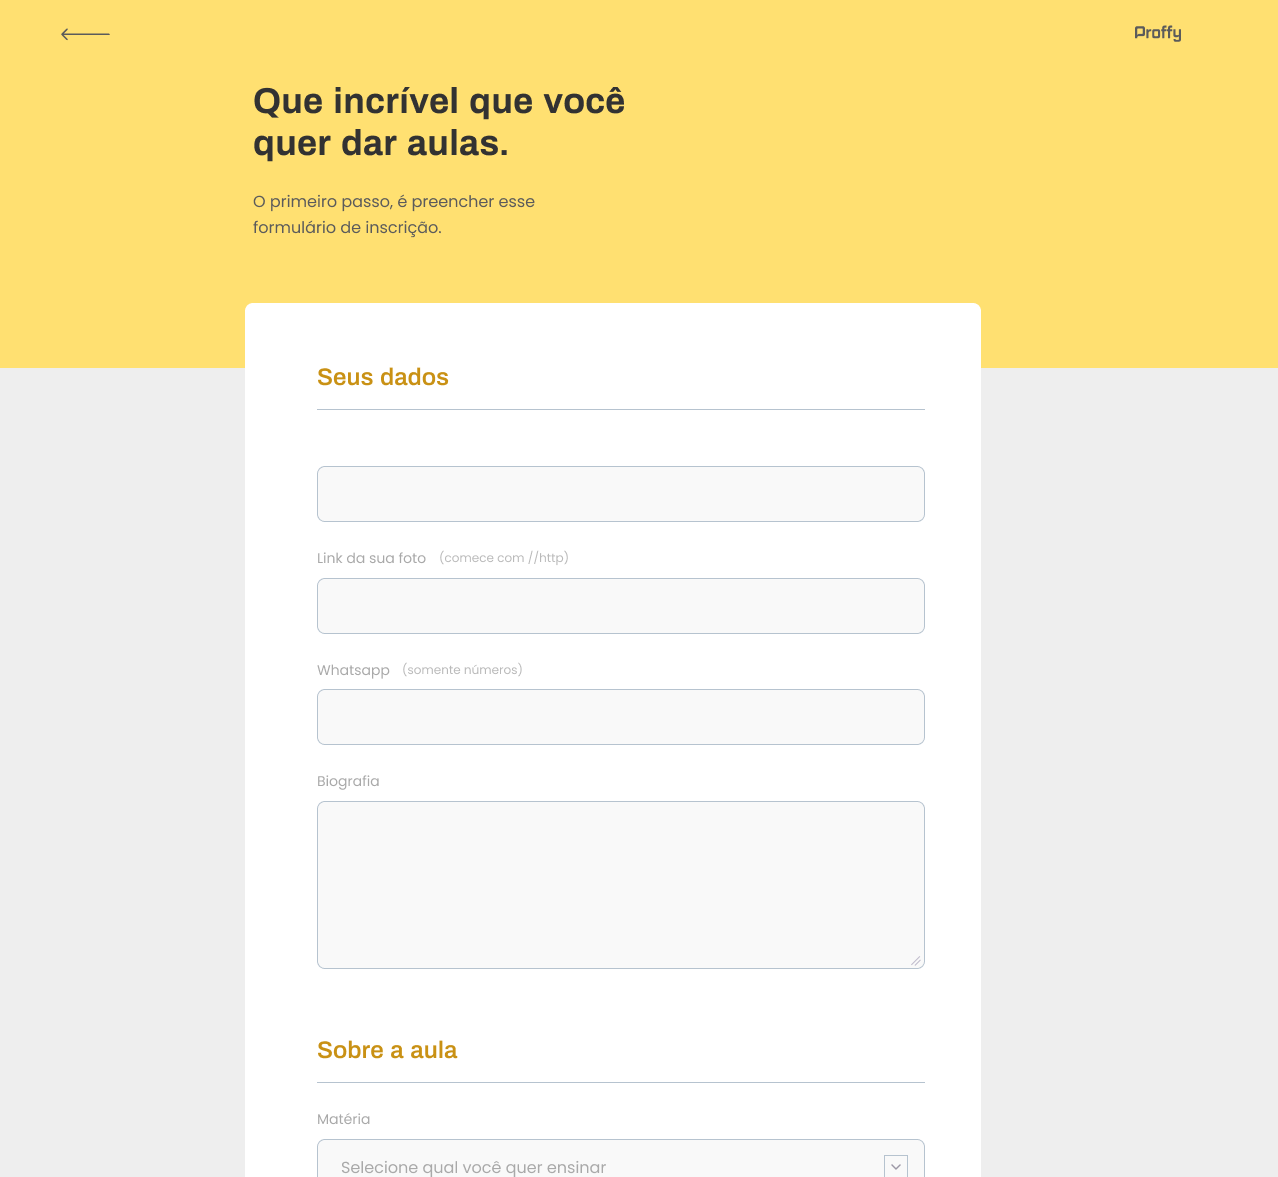 Proffy
Que incrível que você
quer dar aulas.
O primeiro passo, é preencher esse
formulário de inscrição.
Seus dados
Link da sua foto (comece com //http)
Whatsapp (somente números)
Biografia
Sobre a aula
Matéria
Selecione qual você quer ensinar